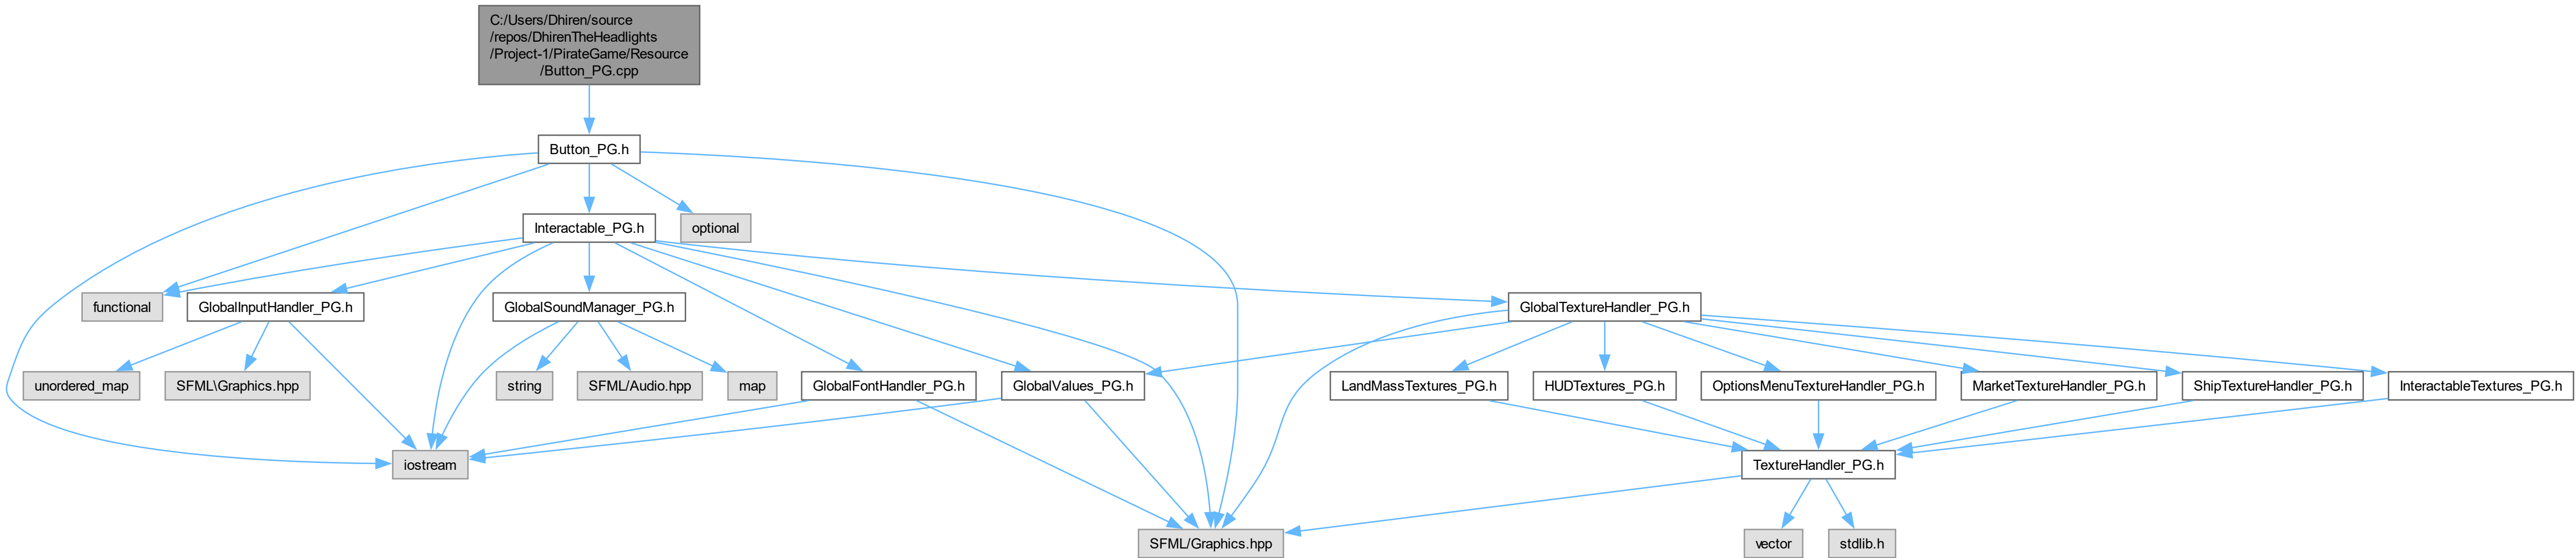 C:/Users/Dhiren/source
/repos/DhirenTheHeadlights
/Project-1/PirateGame/Resource
/Button_PG.cpp
Button_PG.h
Interactable_PG.h
optional
functional
GlobalInputHandler_PG.h
GlobalSoundManager_PG.h
GlobalTextureHandler_PG.h
unordered_map
SFML\Graphics.hpp
string
SFML/Audio.hpp
map
GlobalFontHandler_PG.h
GlobalValues_PG.h
LandMassTextures_PG.h
HUDTextures_PG.h
OptionsMenuTextureHandler_PG.h
MarketTextureHandler_PG.h
ShipTextureHandler_PG.h
InteractableTextures_PG.h
iostream
TextureHandler_PG.h
SFML/Graphics.hpp
vector
stdlib.h